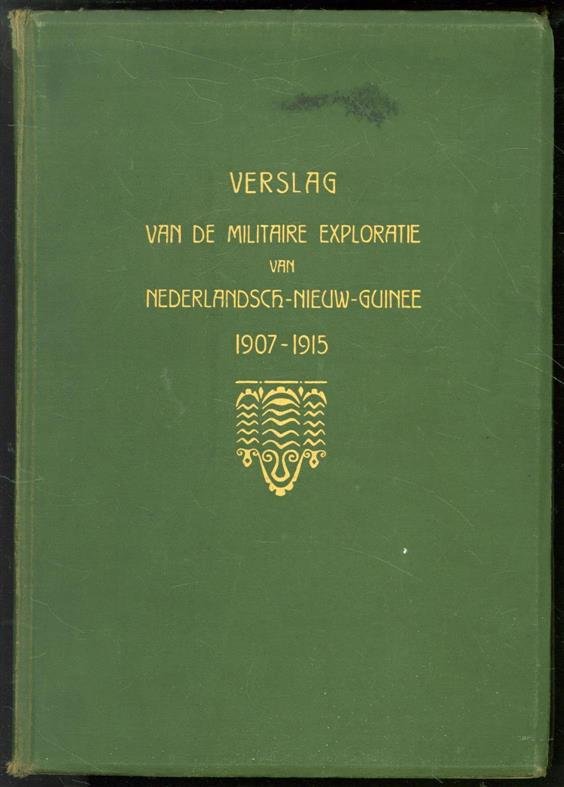 VERSLAG
VAN DE MILITAIRE EXPLORATIE
VAN
NEDERLANDSCH-NIEUW-GUINEE
1907-1915